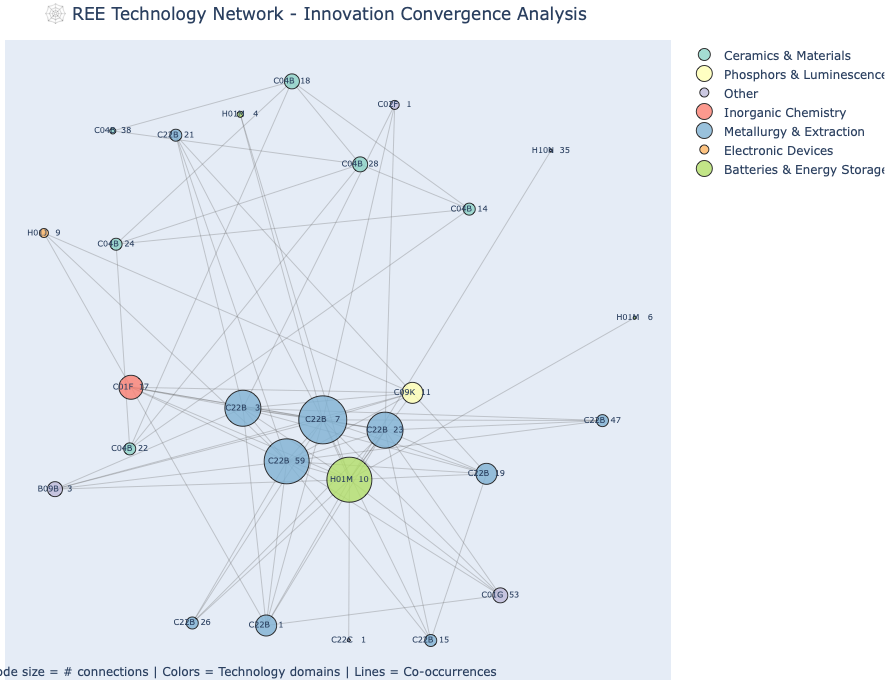 REE Technology Network - Innovation Convergence Analysis
Ceramics & Materials
Phosphors & Luminescence
Other
Inorganic Chemistry
Metallurgy & Extraction
Electronic Devices
Batteries & Energy Storage
C04B 18
C02F 1
H01M 4
C04B 38
C22B 21
H10N 35
C04B 28
C04B 14
H01J 9
C04B 24
H01M 6
C01F 17
C09K 11
C22B 3
C22B 7
C22B 47
C22B 23
C04B 22
C22B 59
C22B 19
H01M 10
B09B 3
C01G 53
C22B 26
C22B 1
C22C 1
C22B 15
ode size = # connections | Colors = Technology domains | Lines = Co-occurrences